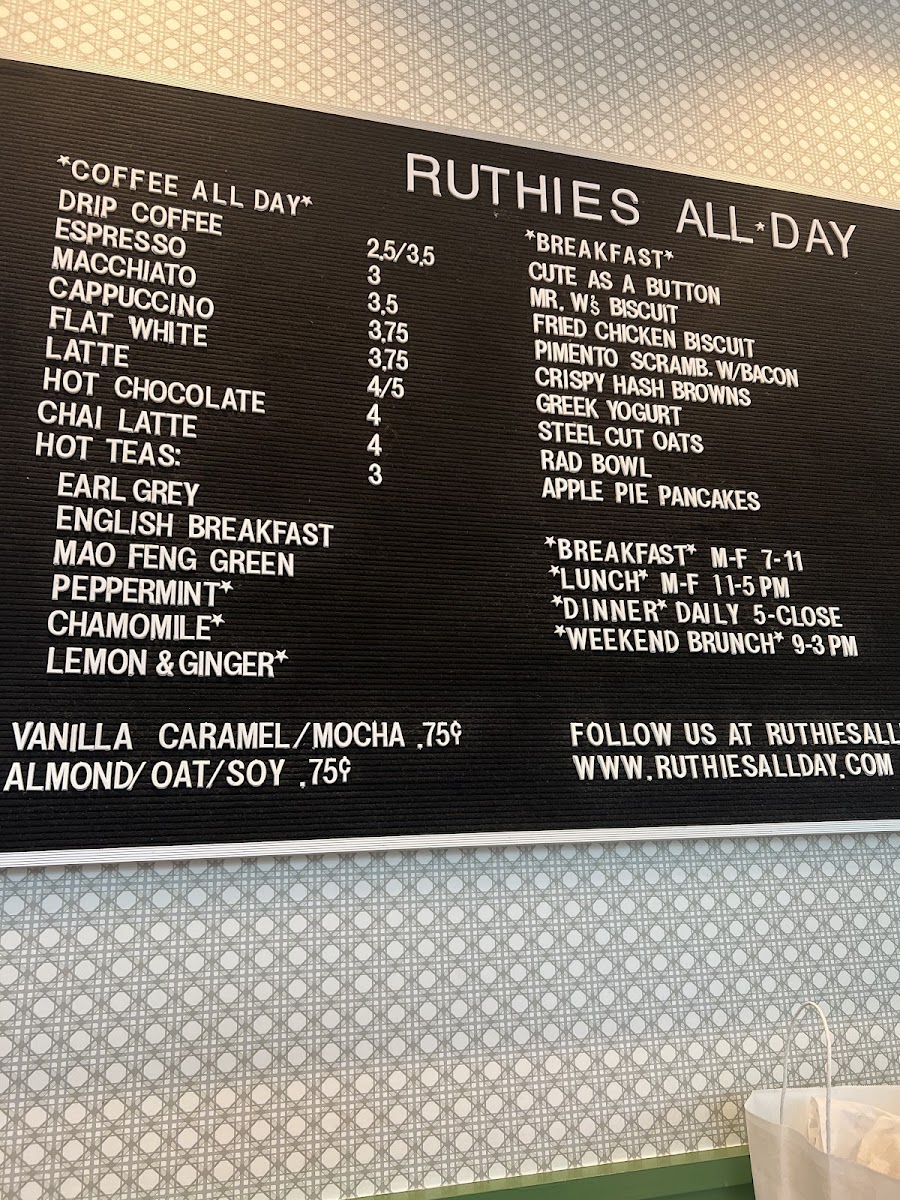 RUTHIES ALL*DAY
*COFFEE ALL DAY*
DRIP COFFEE 2.5/3.5
ESPRESSO 3
MACCHIATO 3.5
CAPPUCCINO 3.75
FLAT WHITE 3.75
LATTE 4/5
HOT CHOCOLATE 4
CHAI LATTE 4
HOT TEAS: 3
EARL GREY
ENGLISH BREAKFAST
MAO FENG GREEN
PEPPERMINT*
CHAMOMILE*
LEMON & GINGER*
VANILLA CARAMEL/MOCHA .75¢
ALMOND/OAT/SOY .75¢
*BREAKFAST*
CUTE AS A BUTTON
MR. W's BISCUIT
FRIED CHICKEN BISCUIT
PIMENTO SCRAMB. W/BACON
CRISPY HASH BROWNS
GREEK YOGURT
STEEL CUT OATS
RAD BOWL
APPLE PIE PANCAKES
*BREAKFAST* M-F 7-11
*LUNCH* M-F 11-5 PM
*DINNER* DAILY 5-CLOSE
*WEEKEND BRUNCH* 9-3 PM
FOLLOW US AT RUTHIESALL
WWW.RUTHIESALLDAY.COM